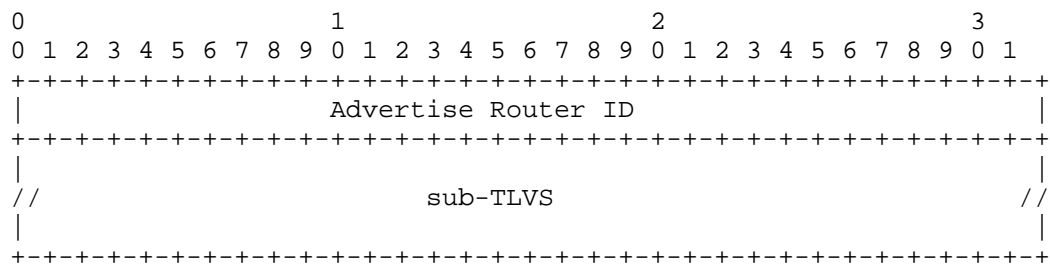 0                   1                   2                   3
0 1 2 3 4 5 6 7 8 9 0 1 2 3 4 5 6 7 8 9 0 1 2 3 4 5 6 7 8 9 0 1
+-+-+-+-+-+-+-+-+-+-+-+-+-+-+-+-+-+-+-+-+-+-+-+-+-+-+-+-+-+-+-+-+
|                   Advertise Router ID                         |
+-+-+-+-+-+-+-+-+-+-+-+-+-+-+-+-+-+-+-+-+-+-+-+-+-+-+-+-+-+-+-+-+
|                                                               |
//                        sub-TLVS                             //
|                                                               |
+-+-+-+-+-+-+-+-+-+-+-+-+-+-+-+-+-+-+-+-+-+-+-+-+-+-+-+-+-+-+-+-+